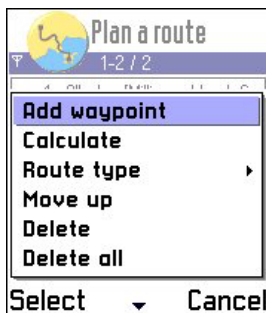 Plan a route
1-2 / 2
Add waypoint
Calculate
Route type
Move up
Delete
Delete all
Select Cancel